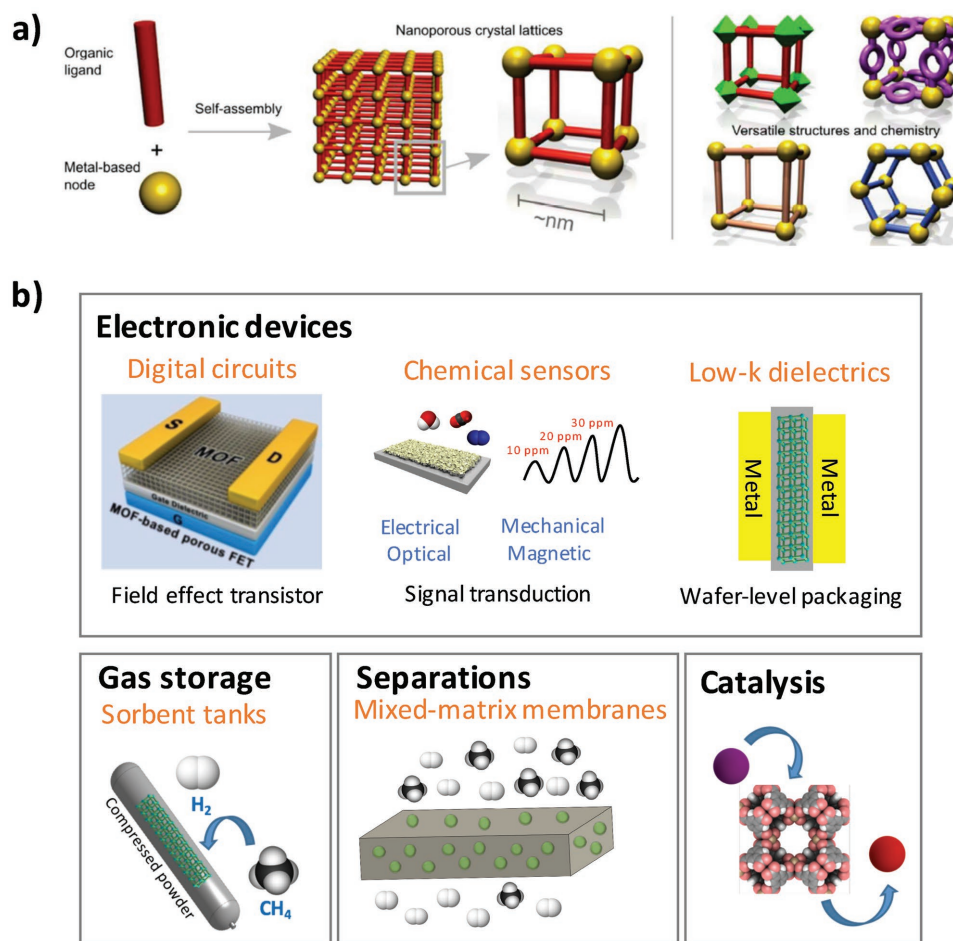 a)
Organic
ligand
+
Metal-based
node
Self-assembly
Nanoporous crystal lattices
~nm
Versatile structures and chemistry
b)
Electronic devices
Digital circuits
S
MOF
D
Gate Dielectric
G
MOF-based porous FET
Field effect transistor
Chemical sensors
10 ppm
20 ppm
30 ppm
Electrical
Optical
Mechanical
Magnetic
Signal transduction
Low-k dielectrics
Metal
Metal
Wafer-level packaging
Gas storage
Sorbent tanks
H2
Compressed powder
CH4
Separations
Mixed-matrix membranes
Catalysis